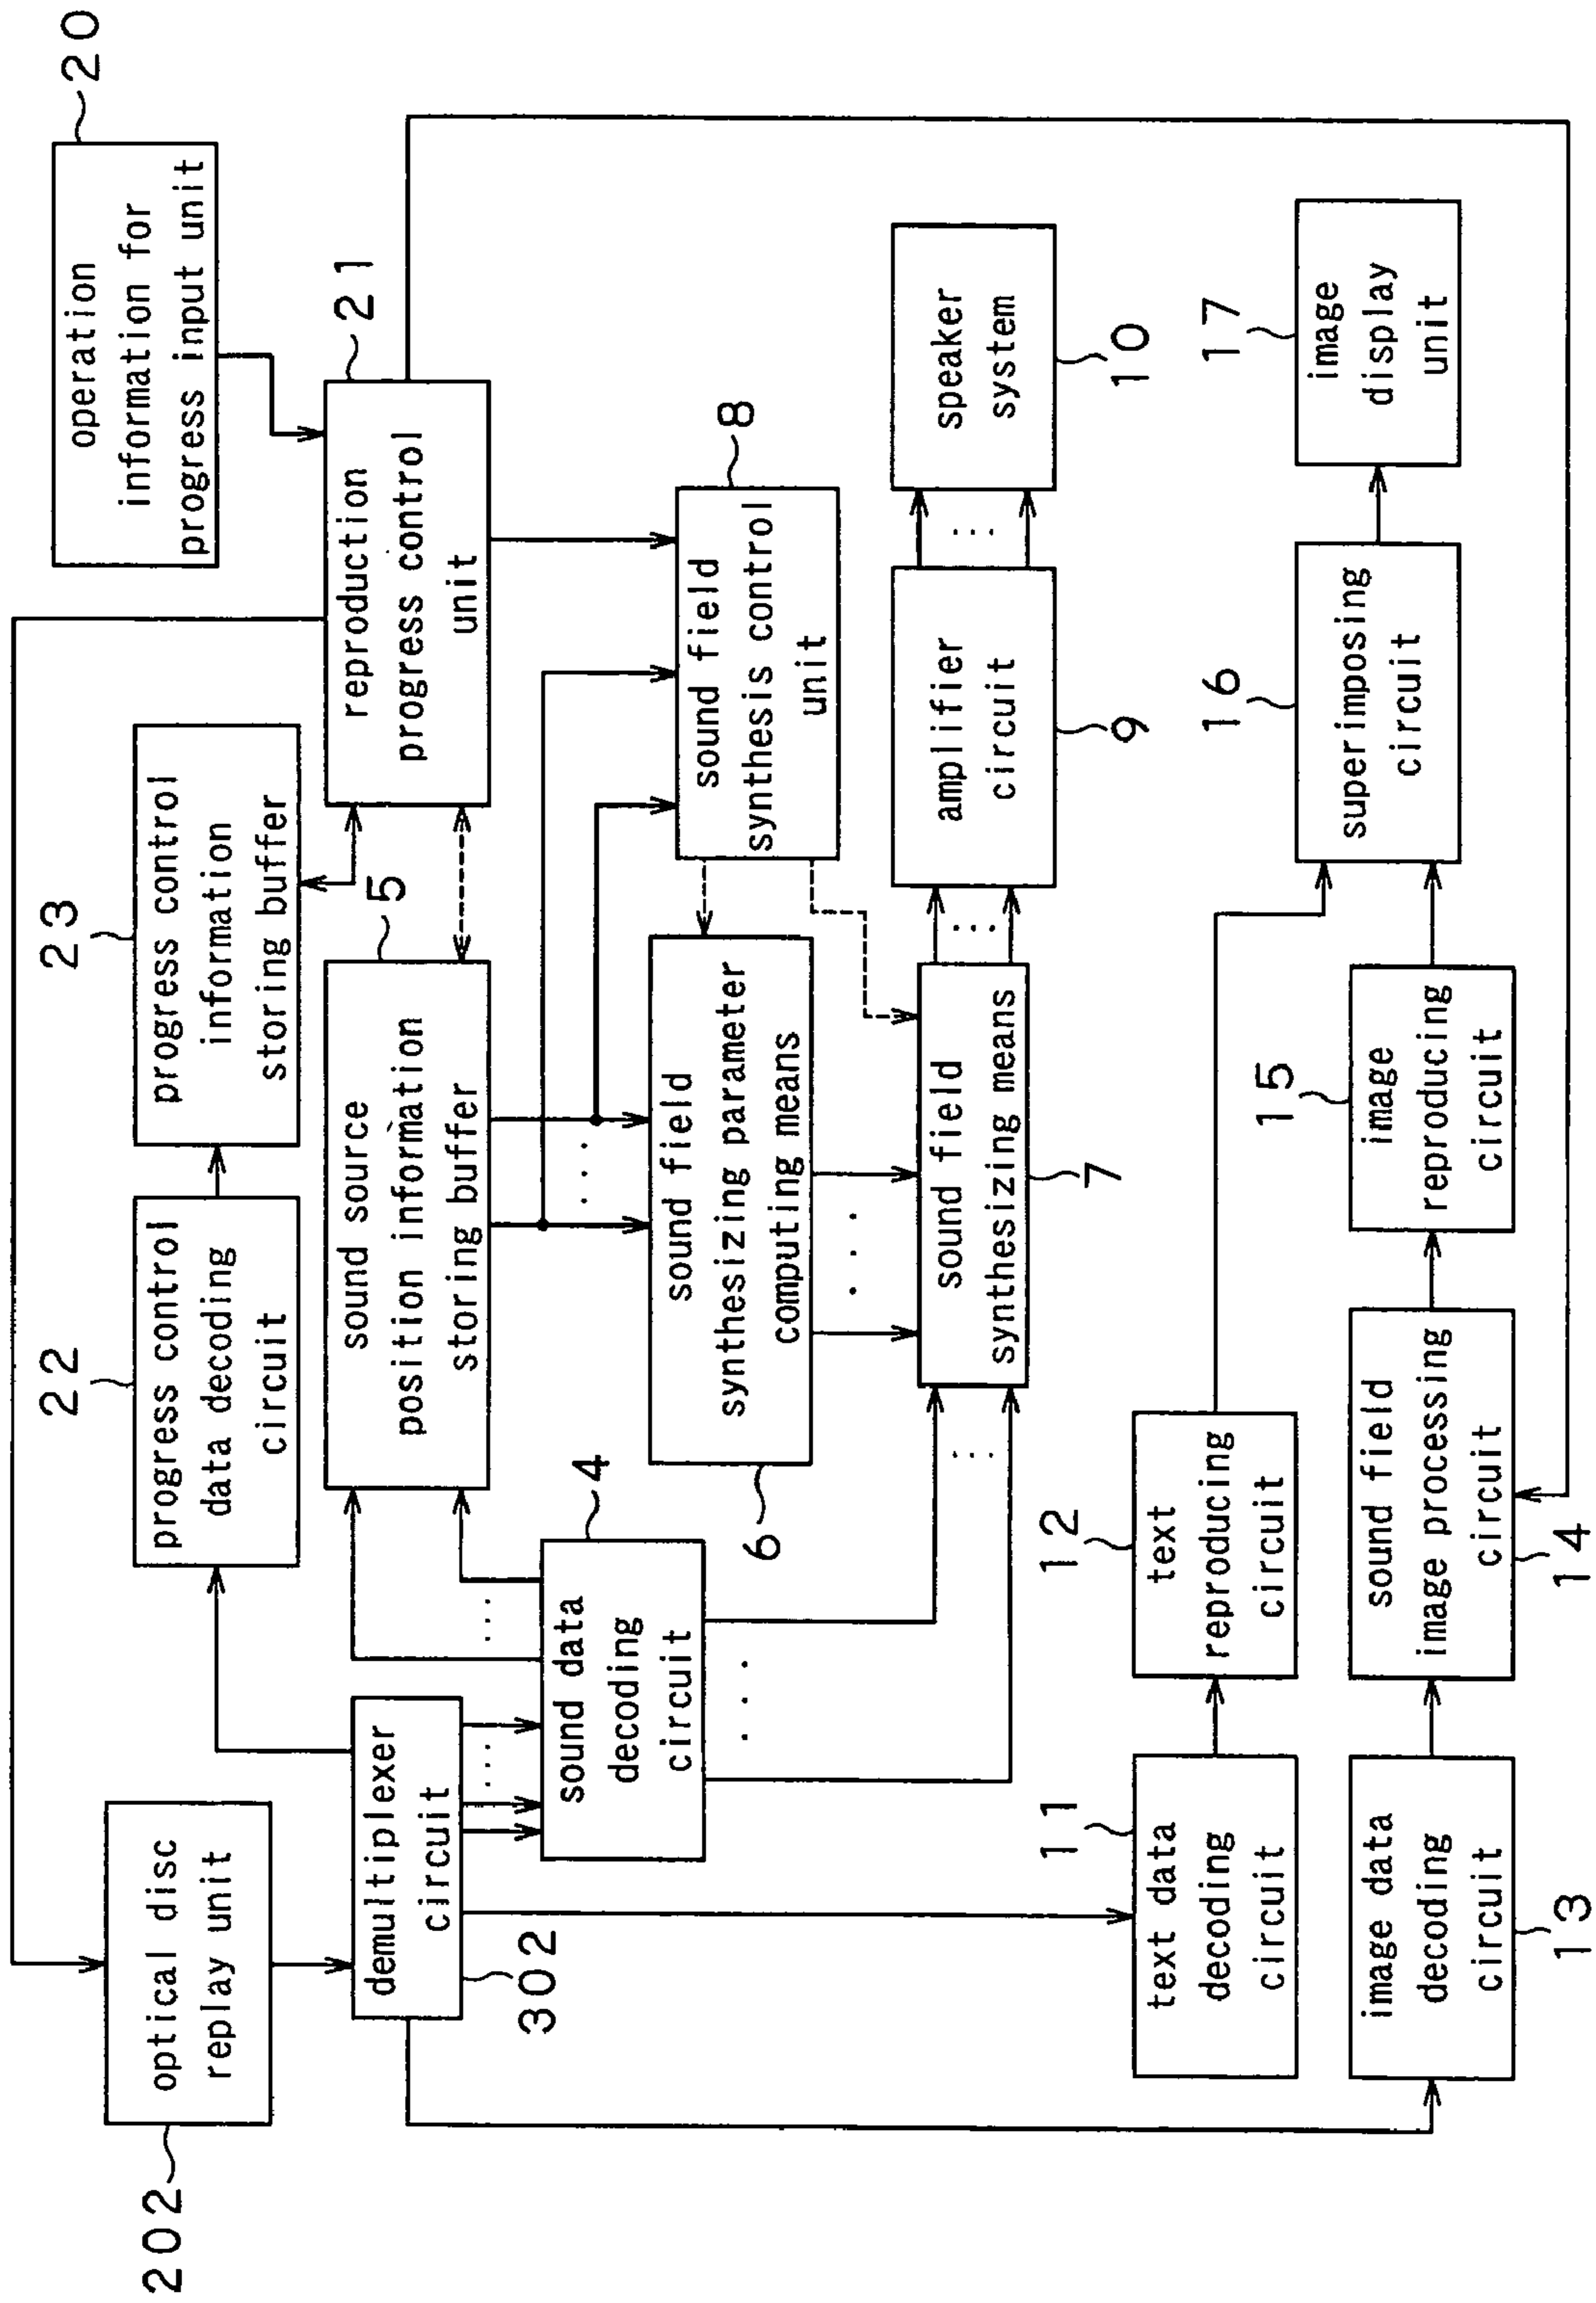 20
operation
information for
progress input unit
23
progress control
information
storing buffer
22
progress control
data decoding
circuit
202
optical disc
replay unit
21
reproduction
progress control
unit
5
sound source
position information
storing buffer
demultiplexer
circuit
302
4
sound data
decoding
circuit
8
sound field
synthesis control
unit
6
sound field
synthesizing parameter
computing means
speaker
system
10
amplifier
circuit
9
sound field
synthesizing means
7
11
text data
decoding
circuit
12
text
reproducing
circuit
16
superimposing
circuit
17
image
display
unit
13
image data
decoding
circuit
14
sound field
image processing
circuit
15
image
reproducing
circuit